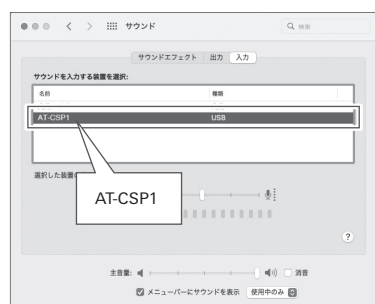 サウンド
検索
サウンドエフェクト 出力 入力
サウンドを入力する装置を選択:
名前 種類
AT-CSP1 USB
選択した装置の
AT-CSP1
?
主音量: 消音
メニューバーにサウンドを表示 使用中のみ